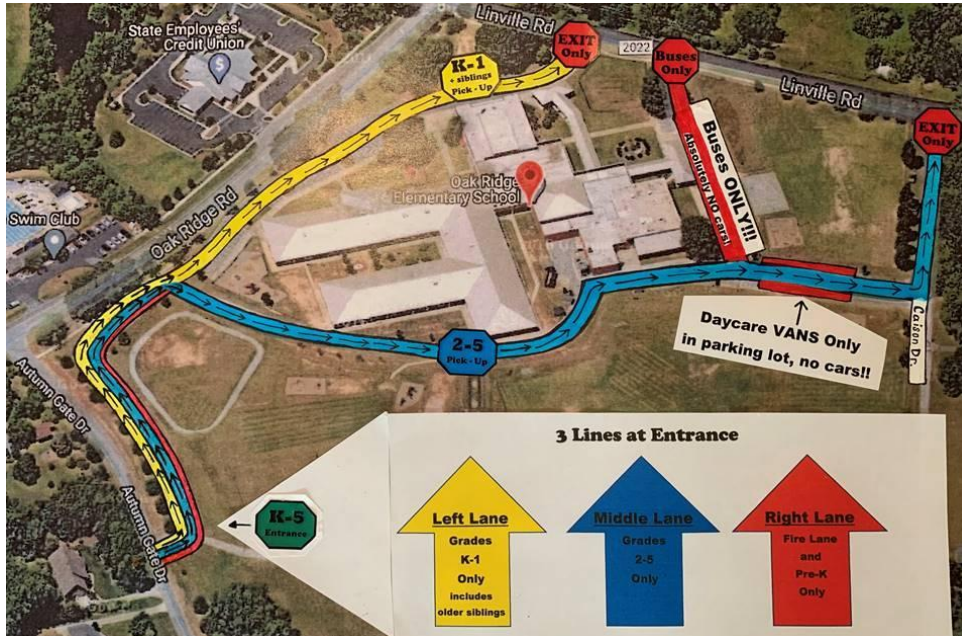 State Employees'
Credit Union
Linville Rd
EXIT
Only
2022
Buses
Only
K-1
+ siblings
Pick-Up
Linville Rd
EXIT
Only
Buses ONLY!!!
Absolutely No cars!
Oak Ridge
Elementary School
Swim Club
Oak Ridge Rd
Daycare VANS Only
in parking lot, no cars!!
Caison Dr.
2-5
Pick-Up
Autumn Gate Dr
Autumn Gate Dr
K-5
Entrance
3 Lines at Entrance
Left Lane
Grades
K-1
Only
includes
older siblings
Middle Lane
Grades
2-5
Only
Right Lane
Fire Lane
and
Pre-K
Only